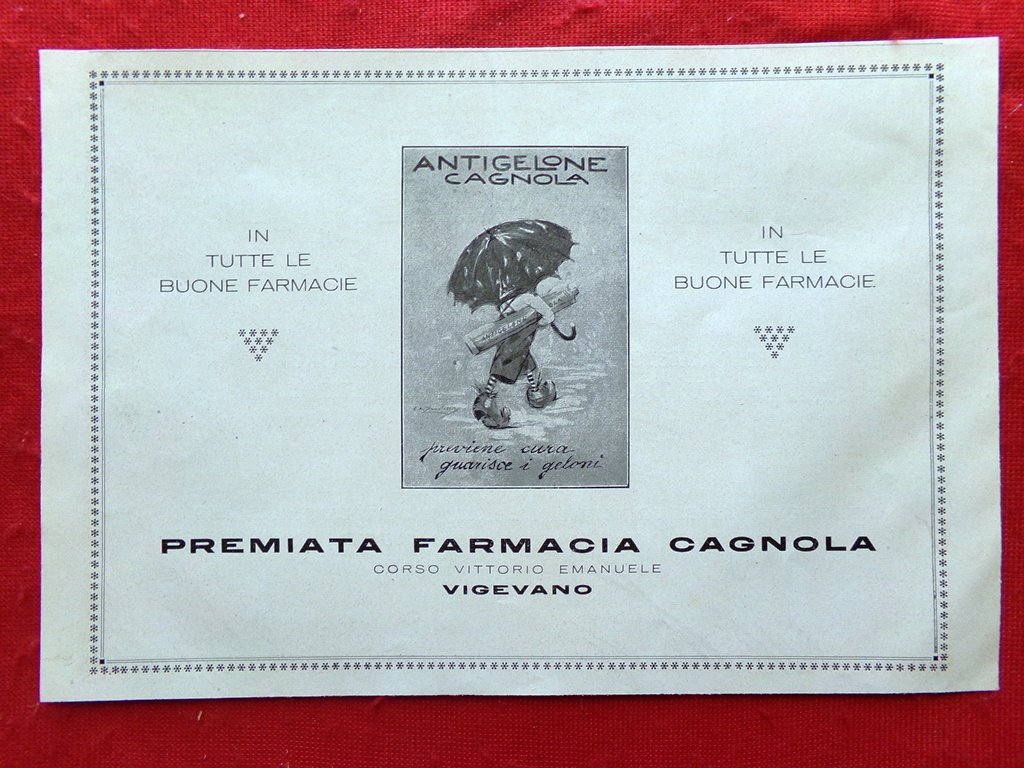 ANTIGELONE
CAGNOLA
IN
TUTTE LE
BUONE FARMACIE
IN
TUTTE LE
BUONE FARMACIE
previene cura
guarisce i geloni
PREMIATA FARMACIA CAGNOLA
CORSO VITTORIO EMANUELE
VIGEVANO